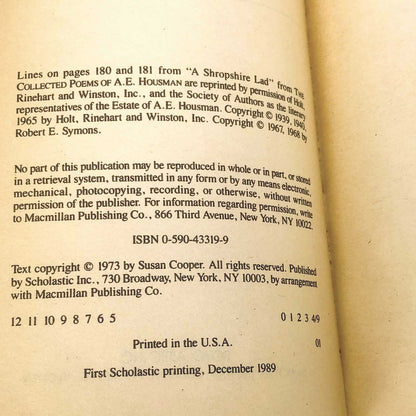 Lines on pages 180 and 181 from "A Shropshire Lad" from THE
COLLECTED POEMS OF A.E. HOUSMAN are reprinted by permission of Holt,
Rinehart and Winston, Inc., and the Society of Authors as the literary
representatives of the Estate of A.E. Housman. Copyright © 1939, 1940,
1965 by Holt, Rinehart and Winston, Inc. Copyright © 1967, 1968 by
Robert E. Symons.
No part of this publication may be reproduced in whole or in part, or stored
in a retrieval system, transmitted in any form or by any means electronic,
mechanical, photocopying, recording, or otherwise, without written
permission of the publisher. For information regarding permission, write
to Macmillan Publishing Co., 866 Third Avenue, New York, NY 10022.
ISBN 0-590-43319-9
Text copyright © 1973 by Susan Cooper. All rights reserved. Published
by Scholastic Inc., 730 Broadway, New York, NY 10003, by arrangement
with Macmillan Publishing Co.
12 11 10 9 8 7 6 5 0 1 2 3 4/9
Printed in the U.S.A. 01
First Scholastic printing, December 1989